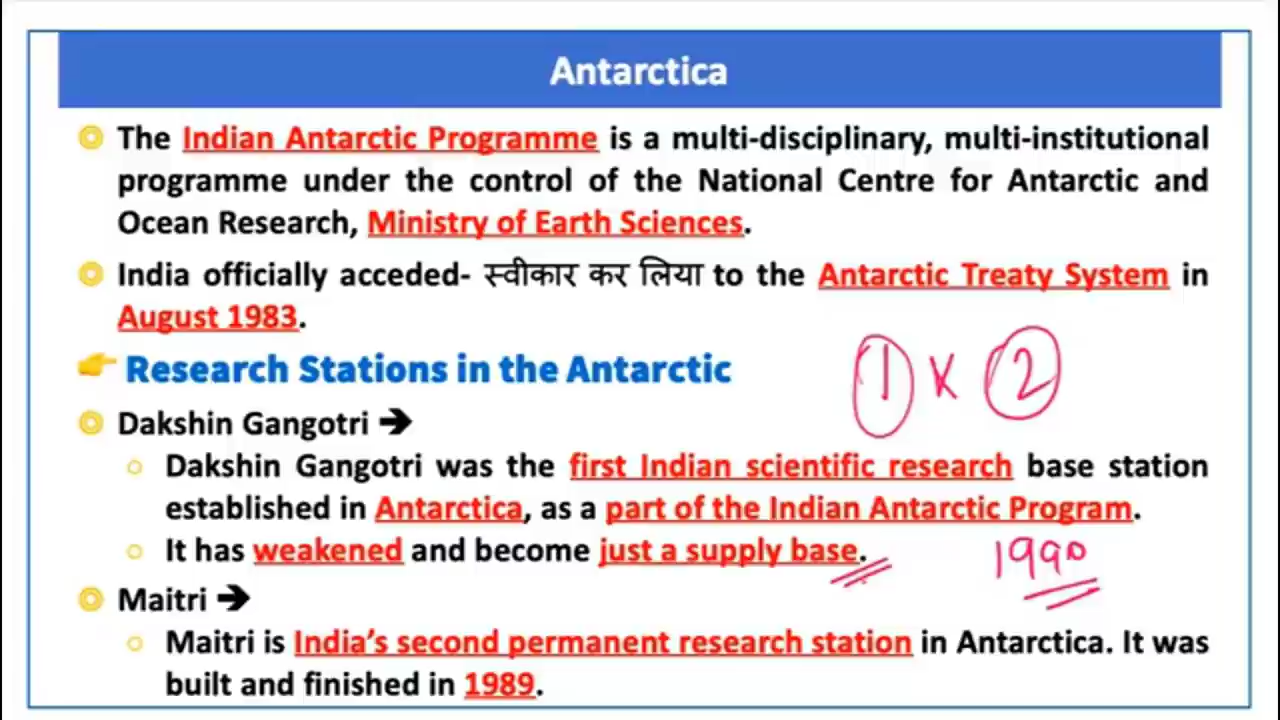 Antarctica
The Indian Antarctic Programme is a multi-disciplinary, multi-institutional
programme under the control of the National Centre for Antarctic and
Ocean Research, Ministry of Earth Sciences.
India officially acceded- स्वीकार कर लिया to the Antarctic Treaty System in
August 1983.
👉 Research Stations in the Antarctic
1 x 2
Dakshin Gangotri ➔
Dakshin Gangotri was the first Indian scientific research base station
established in Antarctica, as a part of the Indian Antarctic Program.
It has weakened and become just a supply base.
1990
Maitri ➔
Maitri is India’s second permanent research station in Antarctica. It was
built and finished in 1989.